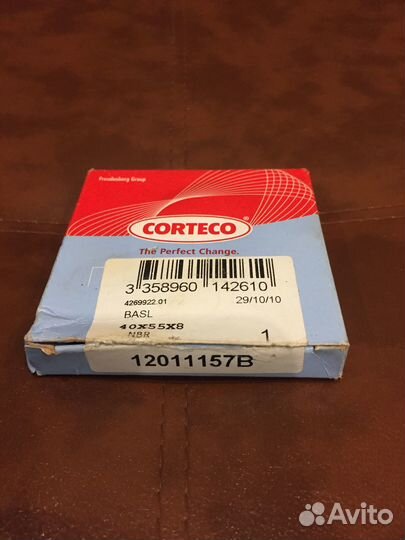 Freudenberg Group
CORTECO®
The Perfect Change.
3 358960 142610
4269922.01 29/10/10
BASL
40X55X8
NBR 1
12011157B
Avito